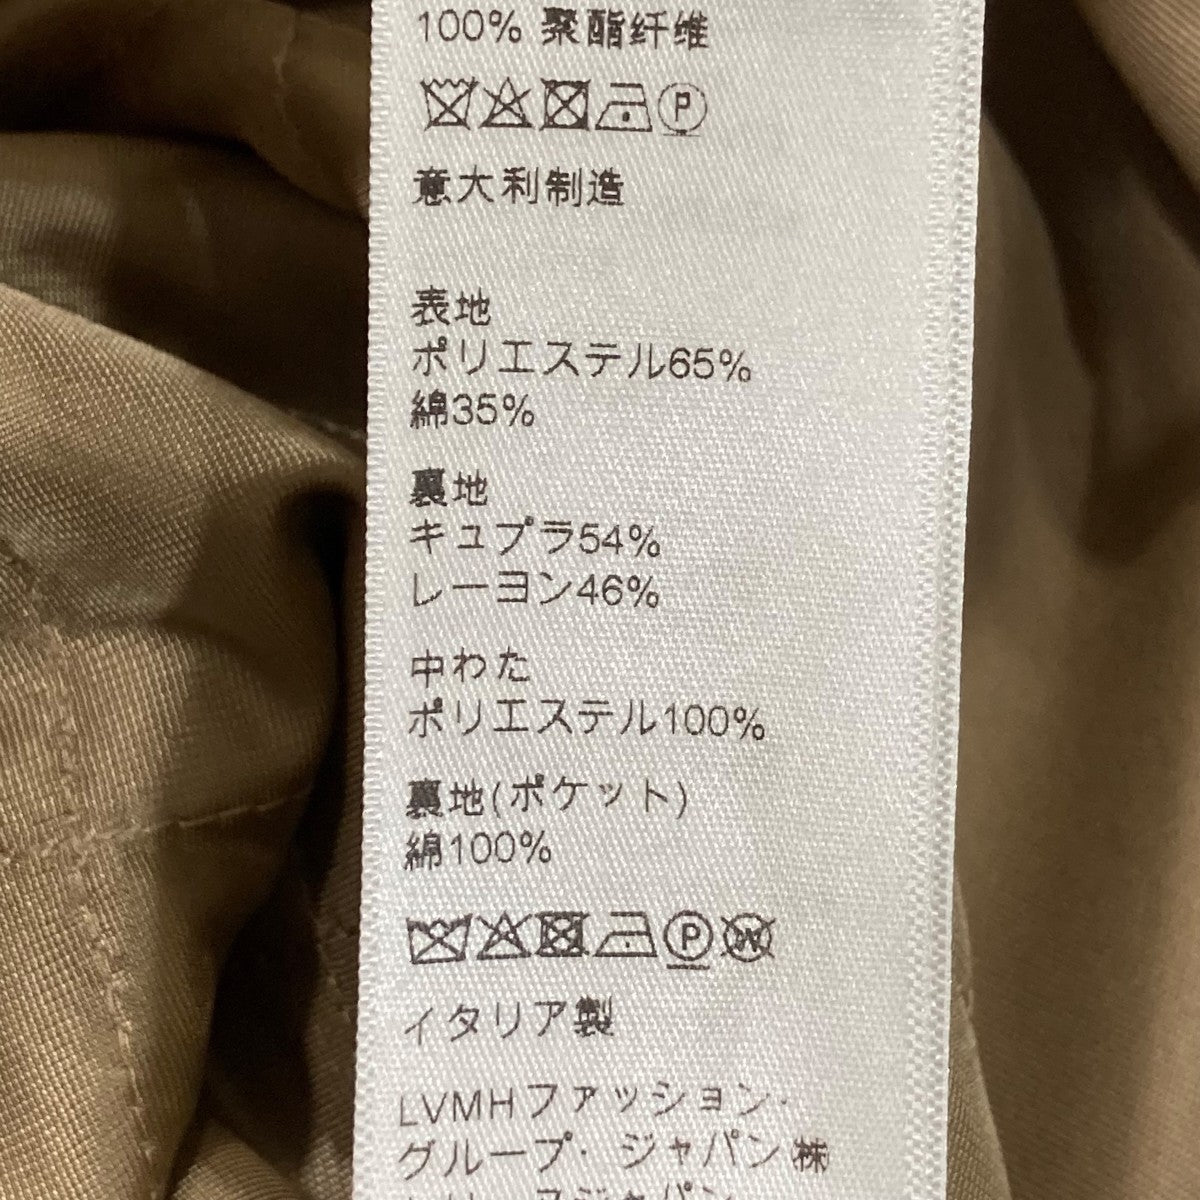 100% 聚酯纤维
P
意大利制造
表地
ポリエステル65%
綿35%
裏地
キュプラ54%
レーヨン46%
中わた
ポリエステル100%
裏地(ポケット)
綿100%
P W
イタリア製
LVMHファッション・
グループ・ジャパン㈱